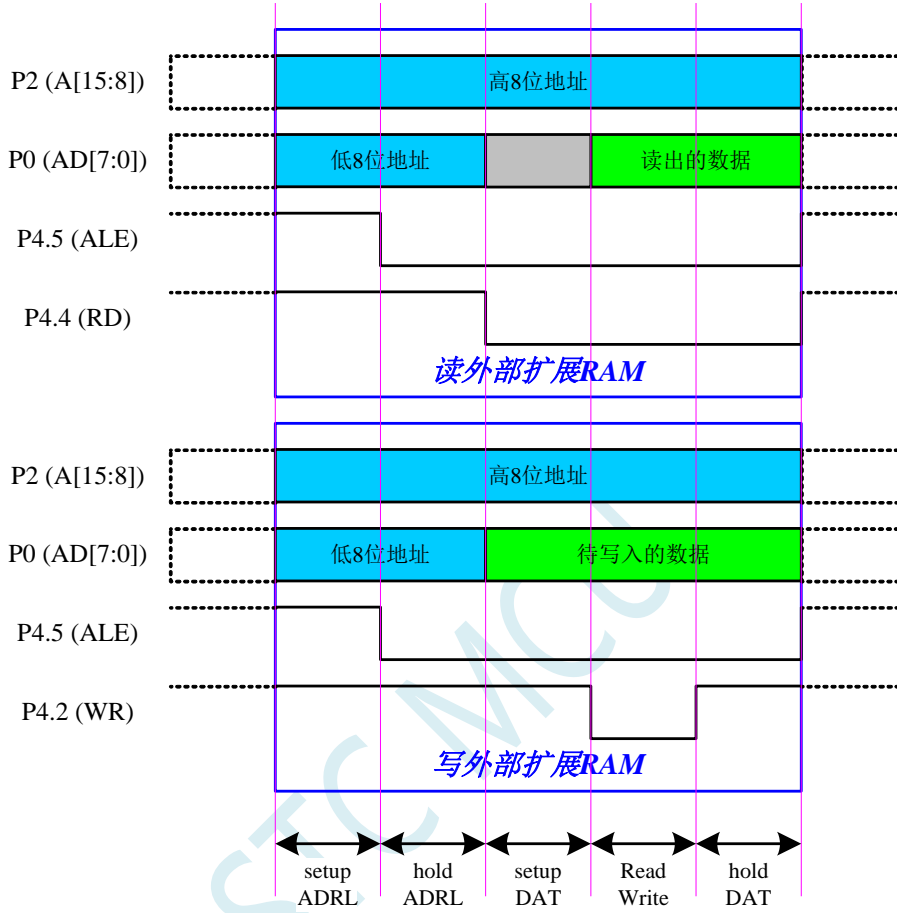 P2 (A[15:8])
高8位地址
P0 (AD[7:0])
低8位地址
读出的数据
P4.5 (ALE)
P4.4 (RD)
读外部扩展RAM
P2 (A[15:8])
高8位地址
P0 (AD[7:0])
低8位地址
待写入的数据
P4.5 (ALE)
P4.2 (WR)
写外部扩展RAM
STC MCU
setup
ADRL
hold
ADRL
setup
DAT
Read
Write
hold
DAT